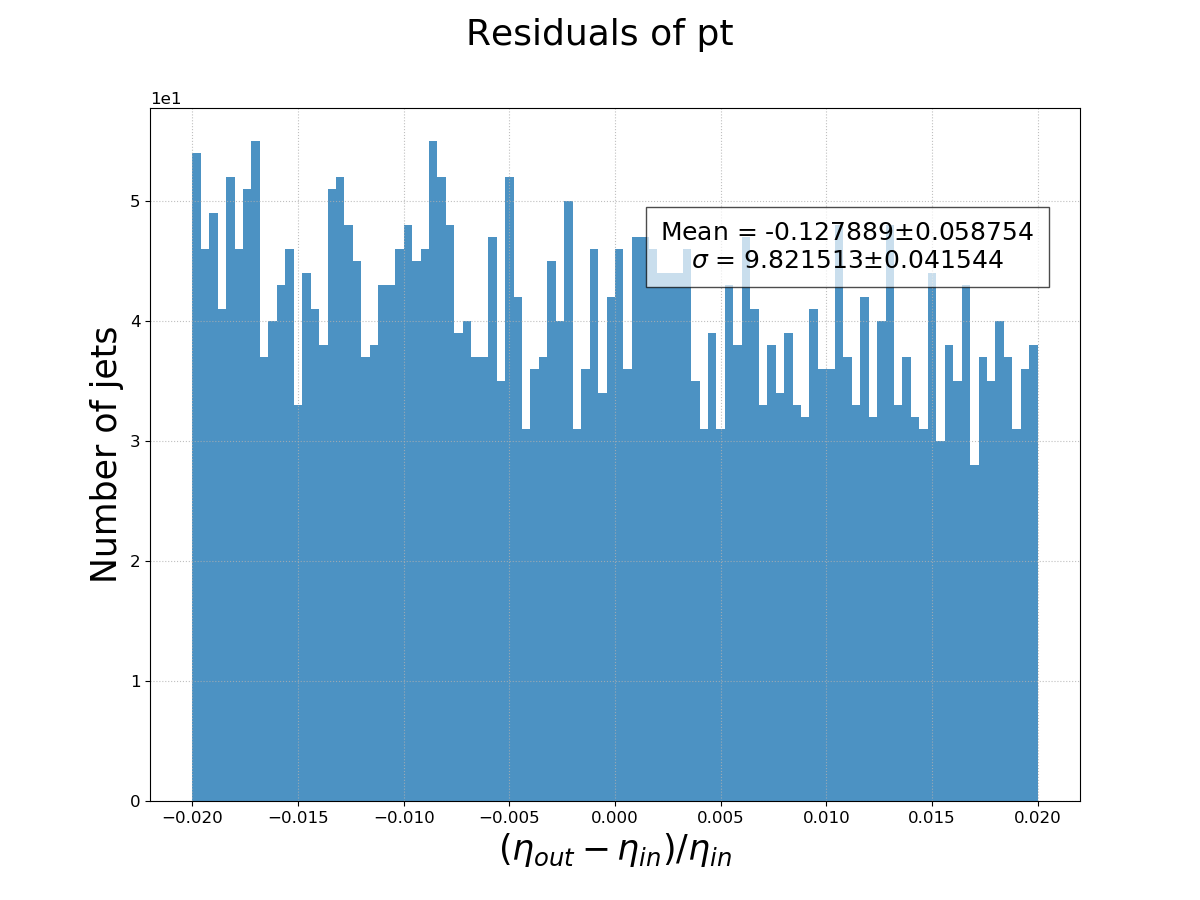 Residuals of pt
1e1
5
4
3
2
1
0
Number of jets
Mean = -0.127889±0.058754
σ = 9.821513±0.041544
−0.020 −0.015 −0.010 −0.005 0.000 0.005 0.010 0.015 0.020
(η_out − η_in)/η_in